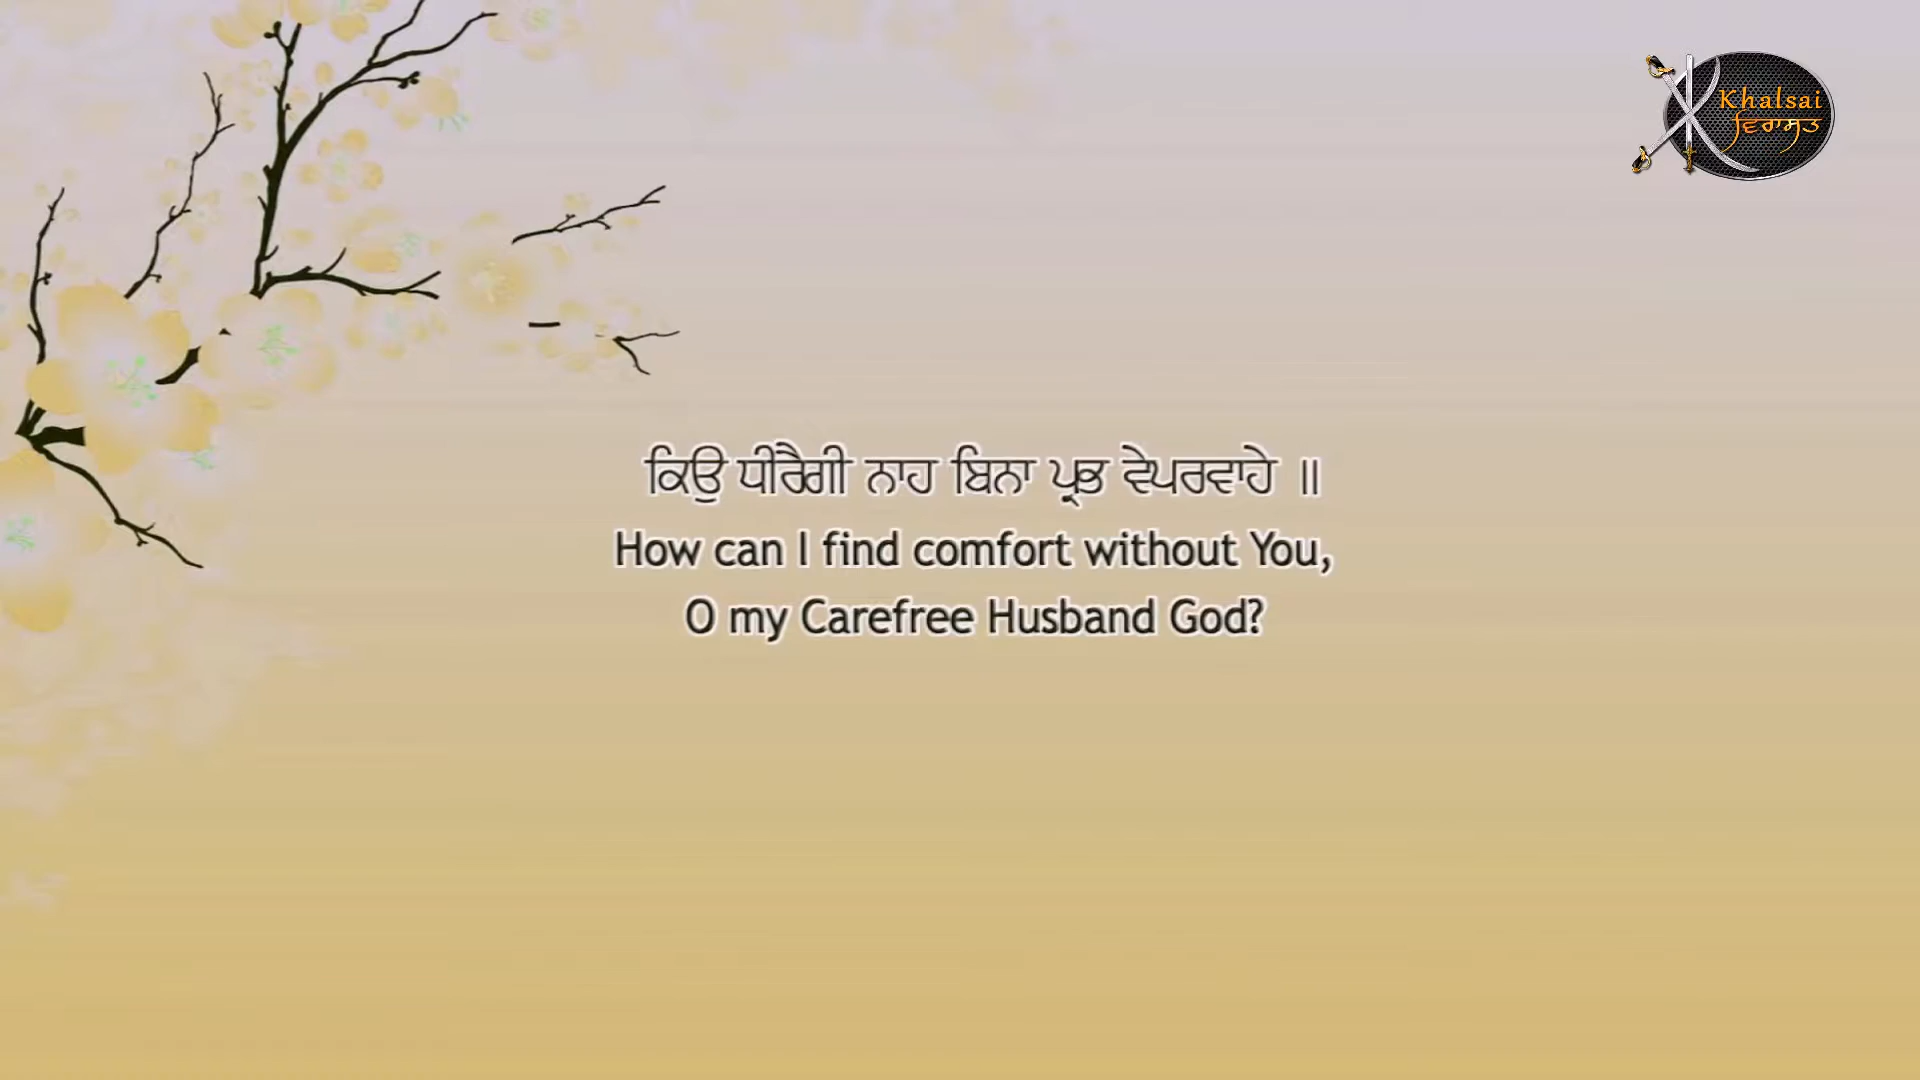 Khalsai
ਵਿਰਾਸਤ
ਕਿਉ ਧੀਰੈਗੀ ਨਾਹ ਬਿਨਾ ਪ੍ਰਭ ਵੇਪਰਵਾਹੇ ॥
How can I find comfort without You,
O my Carefree Husband God?